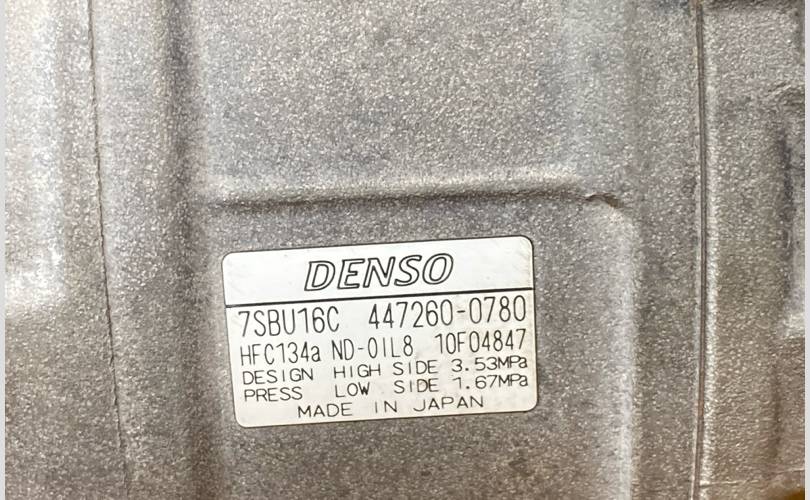 DENSO
7SBU16C 447260-0780
HFC134a ND-OIL8 10F04847
DESIGN HIGH SIDE 3.53MPa
PRESS LOW SIDE 1.67MPa
MADE IN JAPAN